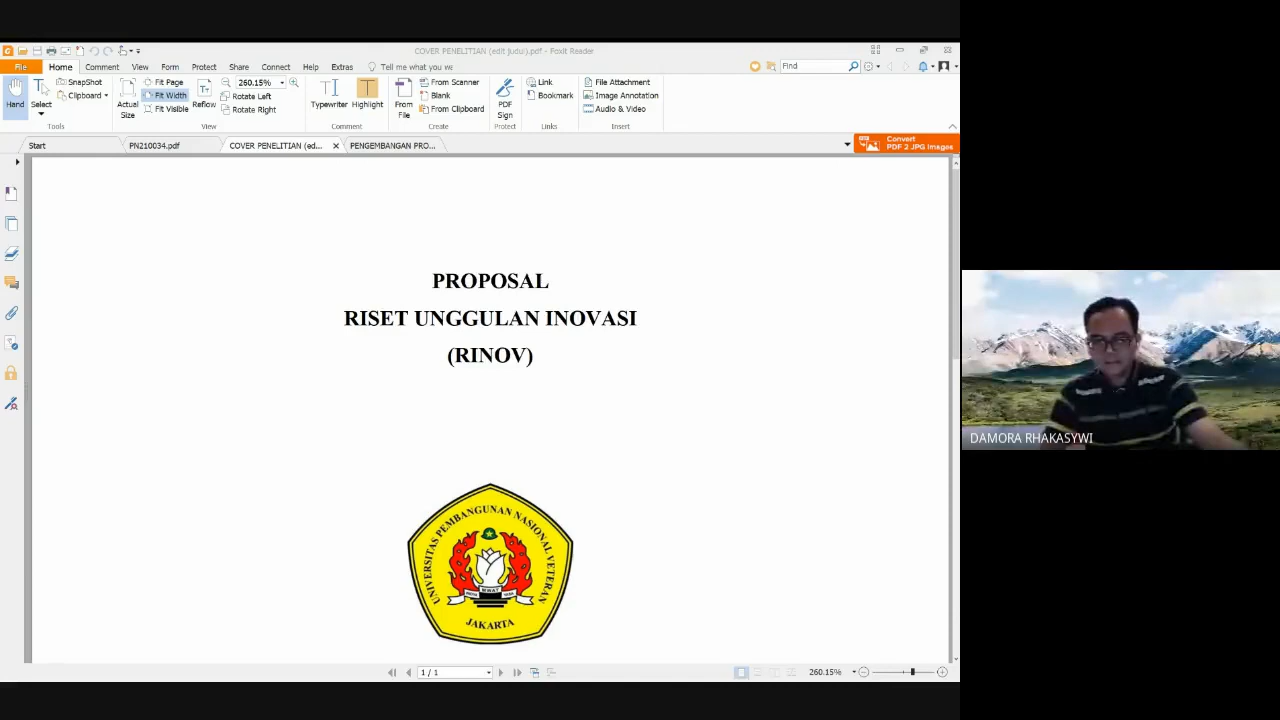 COVER PENELITIAN (edit judul).pdf - Foxit Reader
File Home Comment View Form Protect Share Connect Help Extras Tell me what you we Find
Hand
Select
SnapShot
Clipboard
Tools
Actual Size
Fit Page
Fit Width
Fit Visible
Reflow
260.15%
Rotate Left
Rotate Right
View
Typewriter
Highlight
Comment
From File
From Scanner
Blank
From Clipboard
Create
PDF Sign
Protect
Link
Bookmark
Links
File Attachment
Image Annotation
Audio & Video
Insert
Start PN210034.pdf COVER PENELITIAN (ed... PENGEMBANGAN PRO...
Convert
PDF 2 JPG Images
PROPOSAL
RISET UNGGULAN INOVASI
(RINOV)
UNIVERSITAS PEMBANGUNAN NASIONAL VETERAN
JAKARTA
DAMORA RHAKASYWI
1 / 1
260.15%